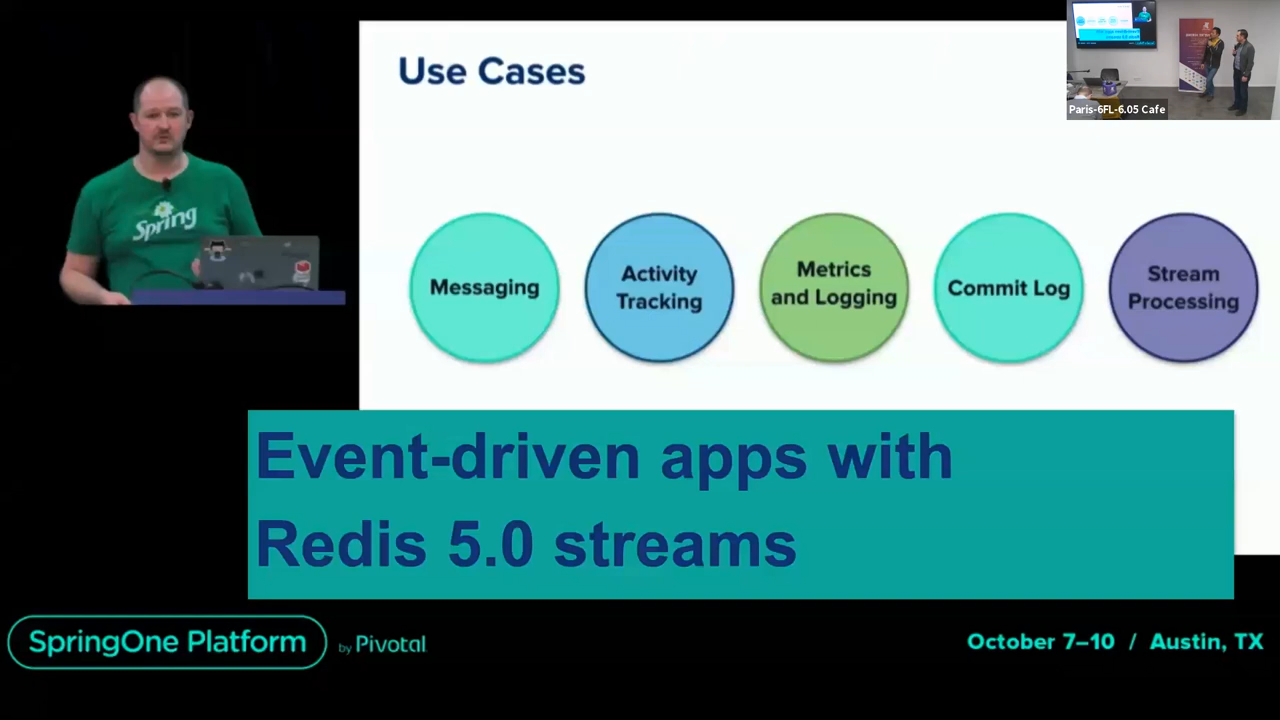 Use Cases
Paris-6FL-6.05 Cafe
Spring
Messaging
Activity
Tracking
Metrics
and Logging
Commit Log
Stream
Processing
Event-driven apps with
Redis 5.0 streams
SpringOne Platform
by Pivotal
October 7–10 / Austin, TX